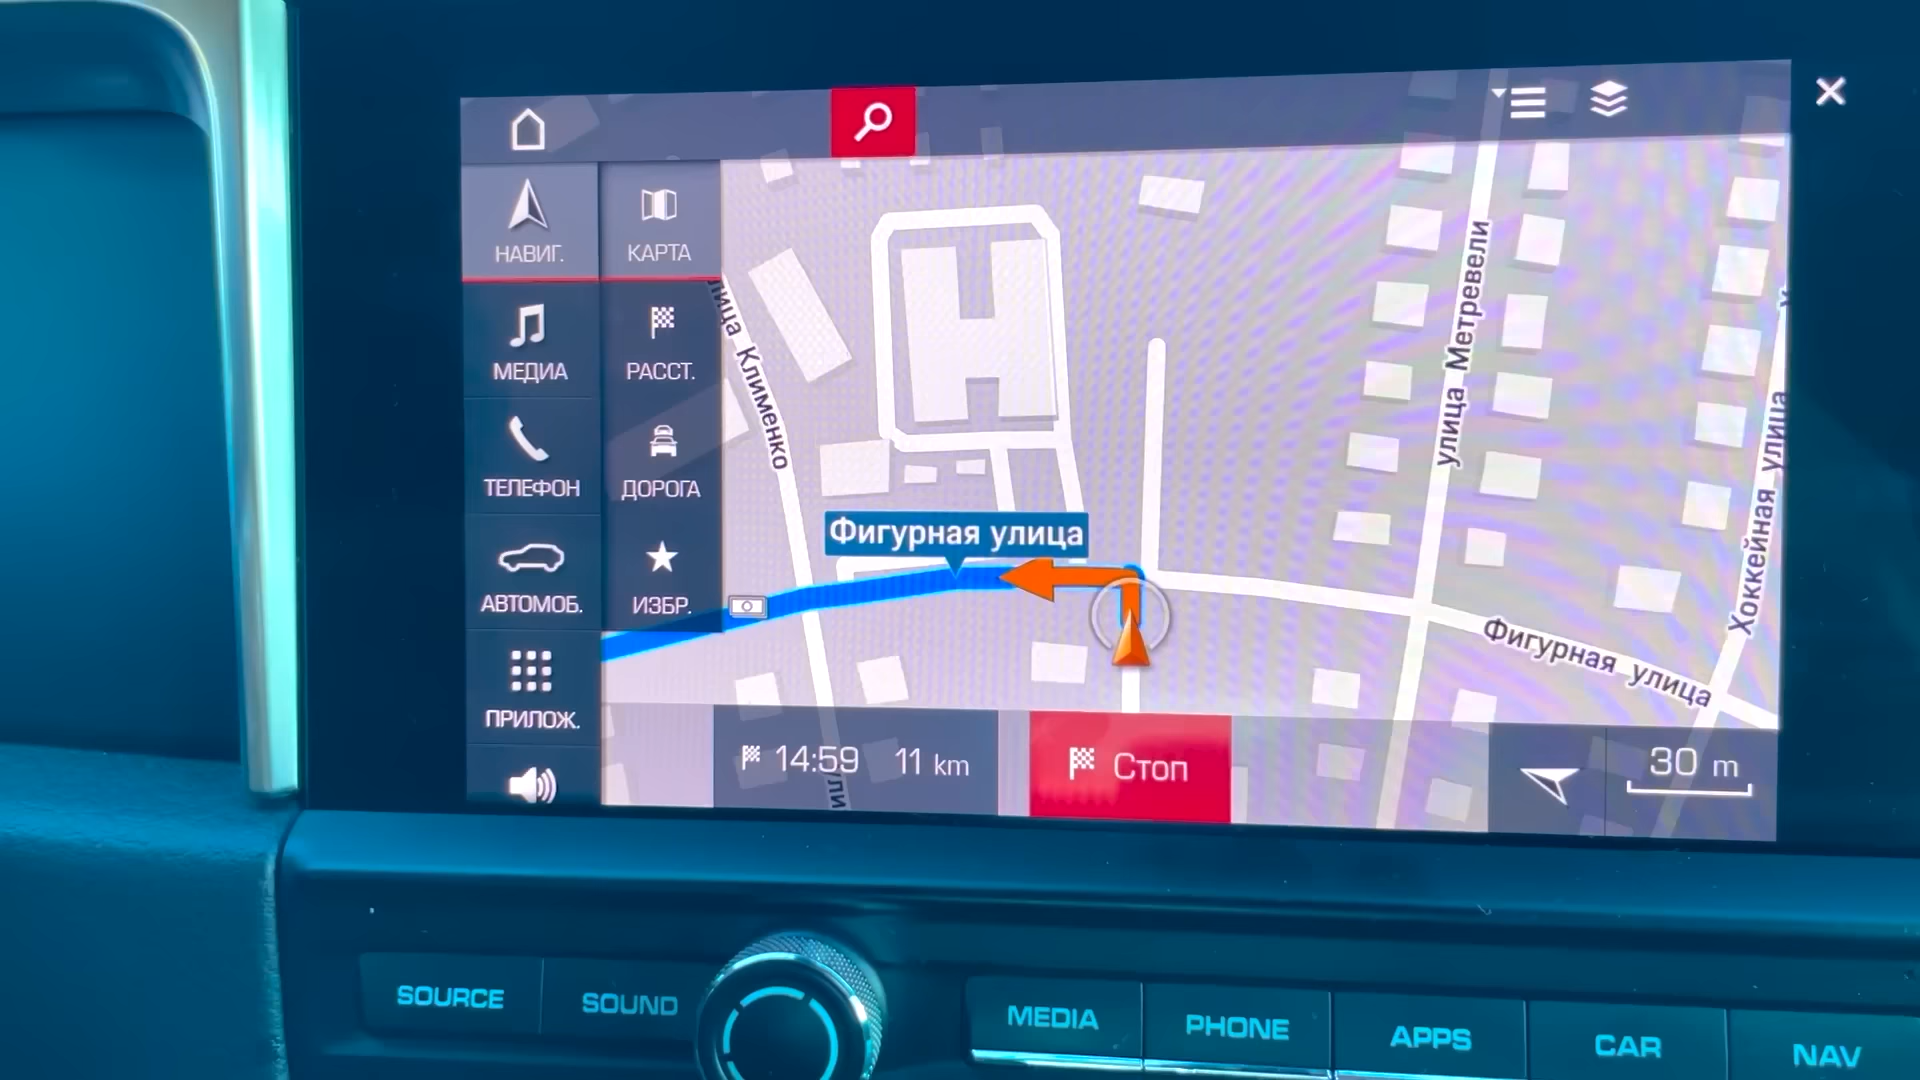 НАВИГ.
КАРТА
МЕДИА
РАССТ.
ТЕЛЕФОН
ДОРОГА
АВТОМОБ.
ИЗБР.
ПРИЛОЖ.
лица Клименко
улица Метревели
Хоккейная улица
Фигурная улица
Фигурная улица
14:59 11 km
Стоп
30 m
SOURCE
SOUND
MEDIA
PHONE
APPS
CAR
NAV